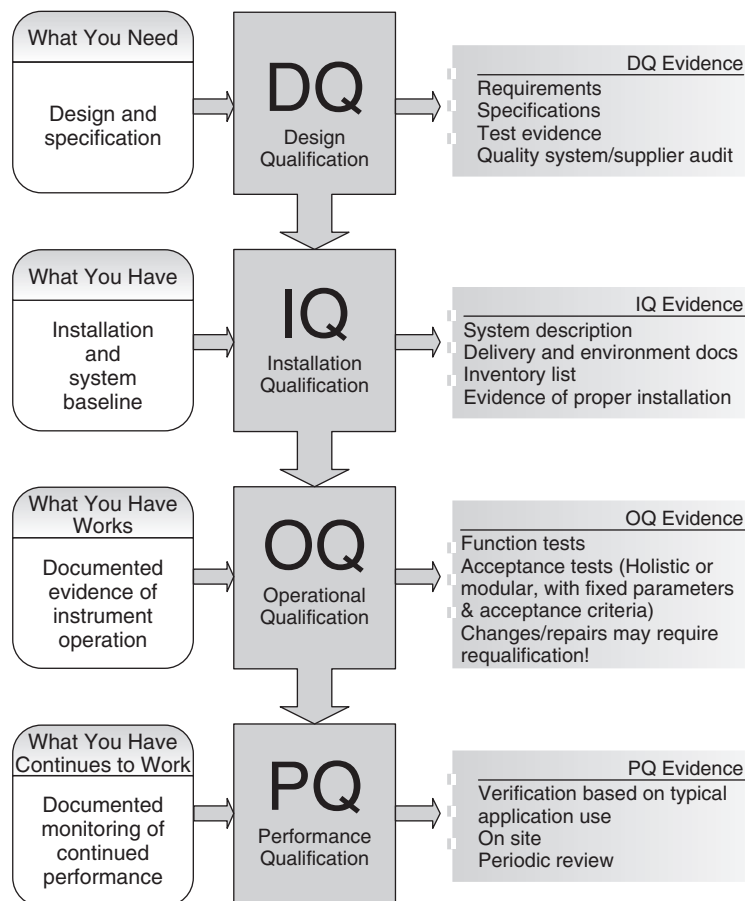 What You Need
Design and
specification
DQ
Design
Qualification
DQ Evidence
Requirements
Specifications
Test evidence
Quality system/supplier audit
What You Have
Installation
and
system
baseline
IQ
Installation
Qualification
IQ Evidence
System description
Delivery and environment docs
Inventory list
Evidence of proper installation
What You Have
Works
Documented
evidence of
instrument
operation
OQ
Operational
Qualification
OQ Evidence
Function tests
Acceptance tests (Holistic or
modular, with fixed parameters
& acceptance criteria)
Changes/repairs may require
requalification!
What You Have
Continues to Work
Documented
monitoring of
continued
performance
PQ
Performance
Qualification
PQ Evidence
Verification based on typical
application use
On site
Periodic review